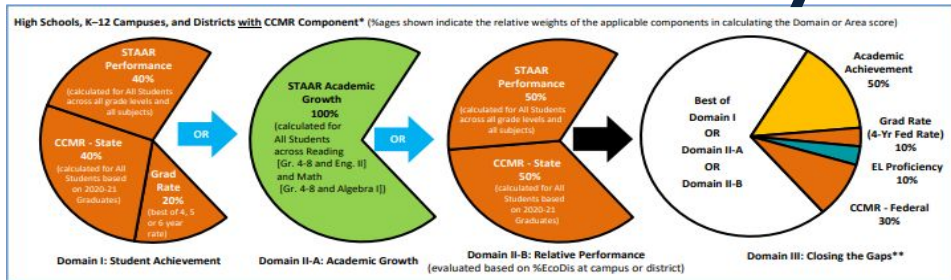 High Schools, K–12 Campuses, and Districts with CCMR Component* (%ages shown indicate the relative weights of the applicable components in calculating the Domain or Area score)
STAAR
Performance
40%
(calculated for All Students
across all grade levels and
all subjects)
CCMR - State
40%
(calculated for All
Students based
on 2020-21
Graduates)
Grad
Rate
20%
(best of 4, 5
or 6 year
rate)
Domain I: Student Achievement
OR
STAAR Academic
Growth
100%
(calculated for
All Students
across Reading
[Gr. 4-8 and Eng. II]
and Math
[Gr. 4-8 and Algebra I])
Domain II-A: Academic Growth
OR
STAAR
Performance
50%
(calculated for All Students
across all grade levels and all
subjects)
CCMR - State
50%
(calculated for All
Students based
on 2020-21
Graduates)
Domain II-B: Relative Performance
(evaluated based on %EcoDis at campus or district)
Best of
Domain I
OR
Domain II-A
OR
Domain II-B
Academic
Achievement
50%
Grad Rate
(4-Yr Fed Rate)
10%
EL Proficiency
10%
CCMR - Federal
30%
Domain III: Closing the Gaps**